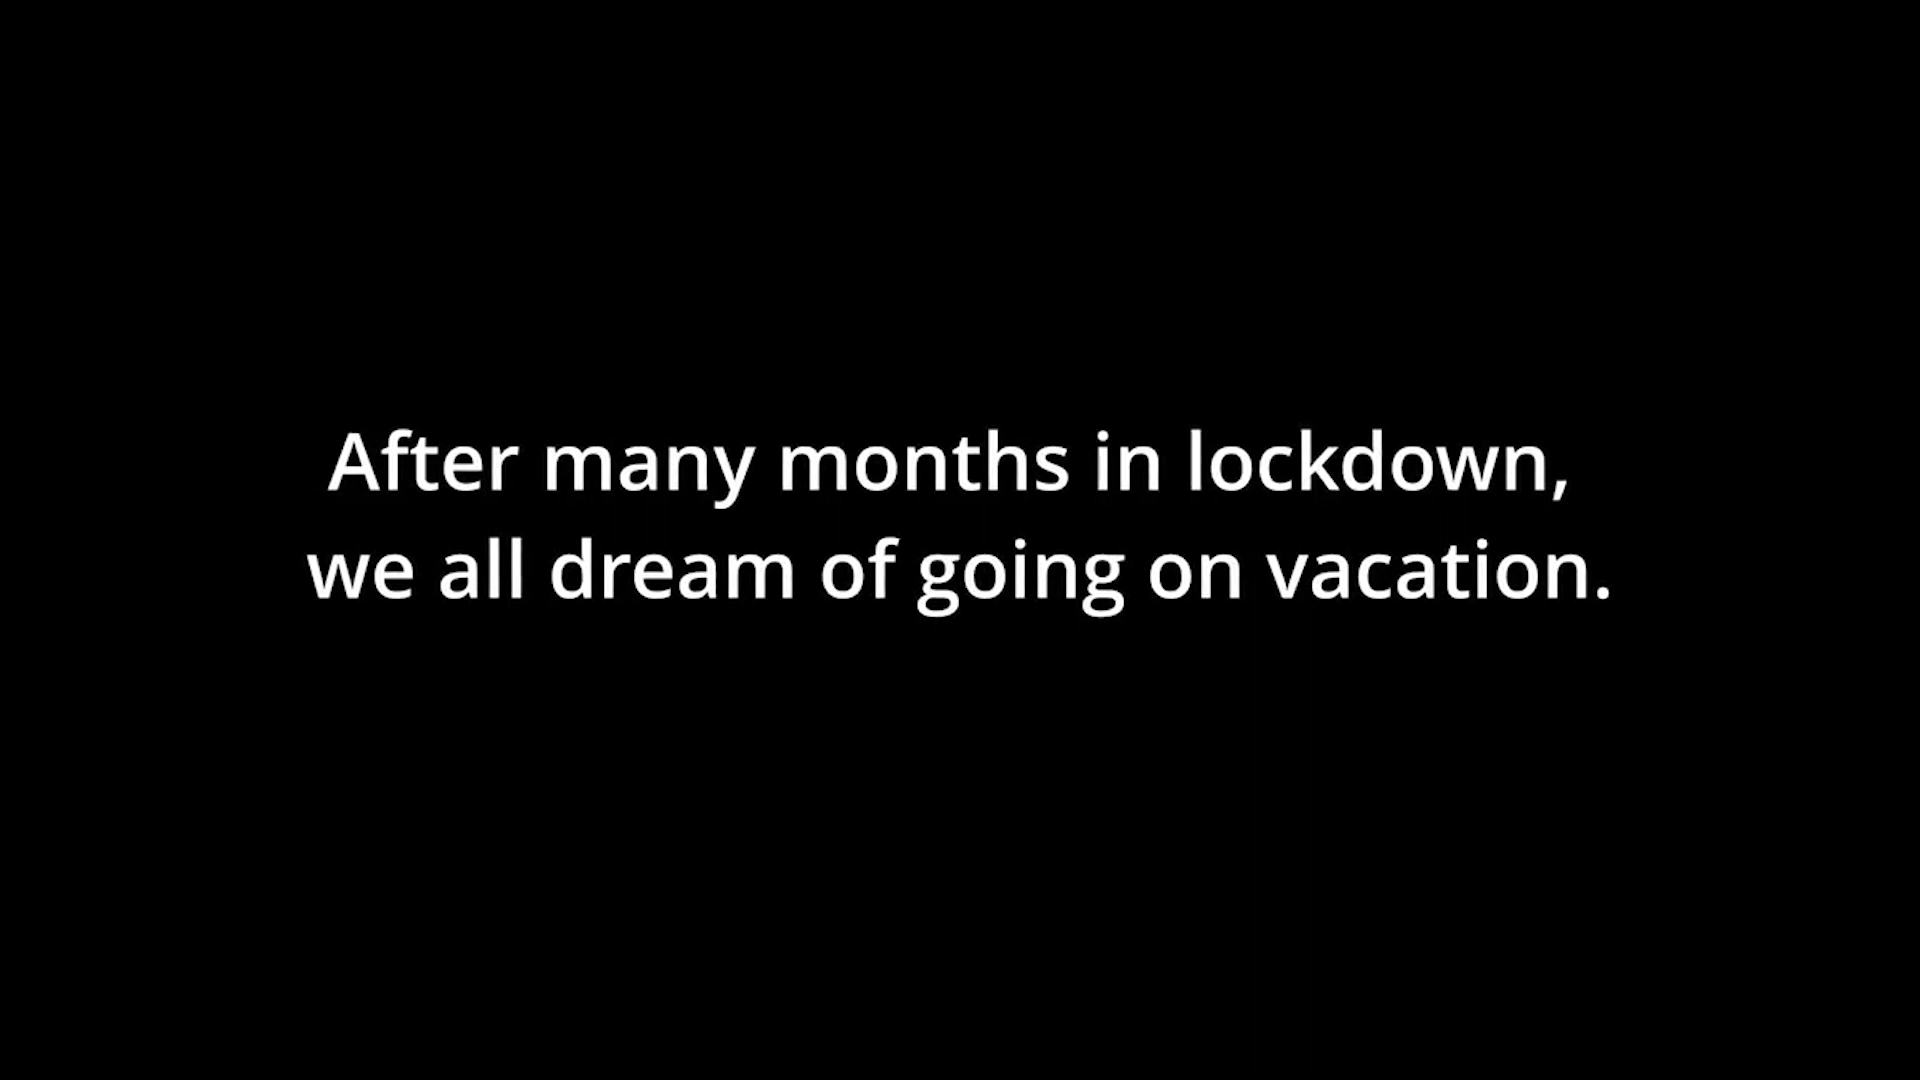 After many months in lockdown,
we all dream of going on vacation.